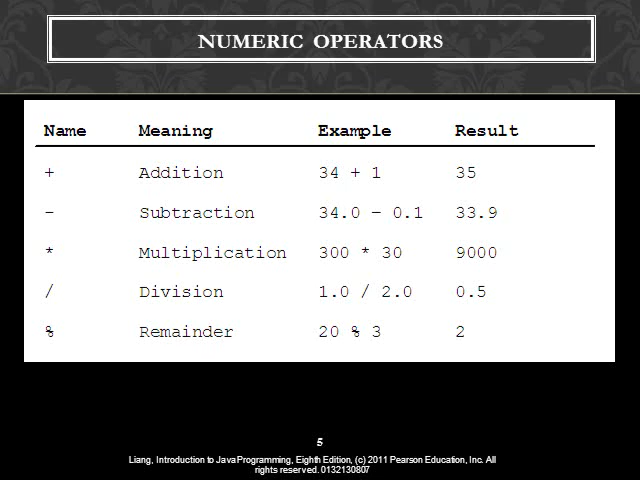 NUMERIC OPERATORS
Name Meaning Example Result
+ Addition 34 + 1 35
- Subtraction 34.0 – 0.1 33.9
* Multiplication 300 * 30 9000
/ Division 1.0 / 2.0 0.5
% Remainder 20 % 3 2
5
Liang, Introduction to Java Programming, Eighth Edition, (c) 2011 Pearson Education, Inc. All
rights reserved. 0132130807